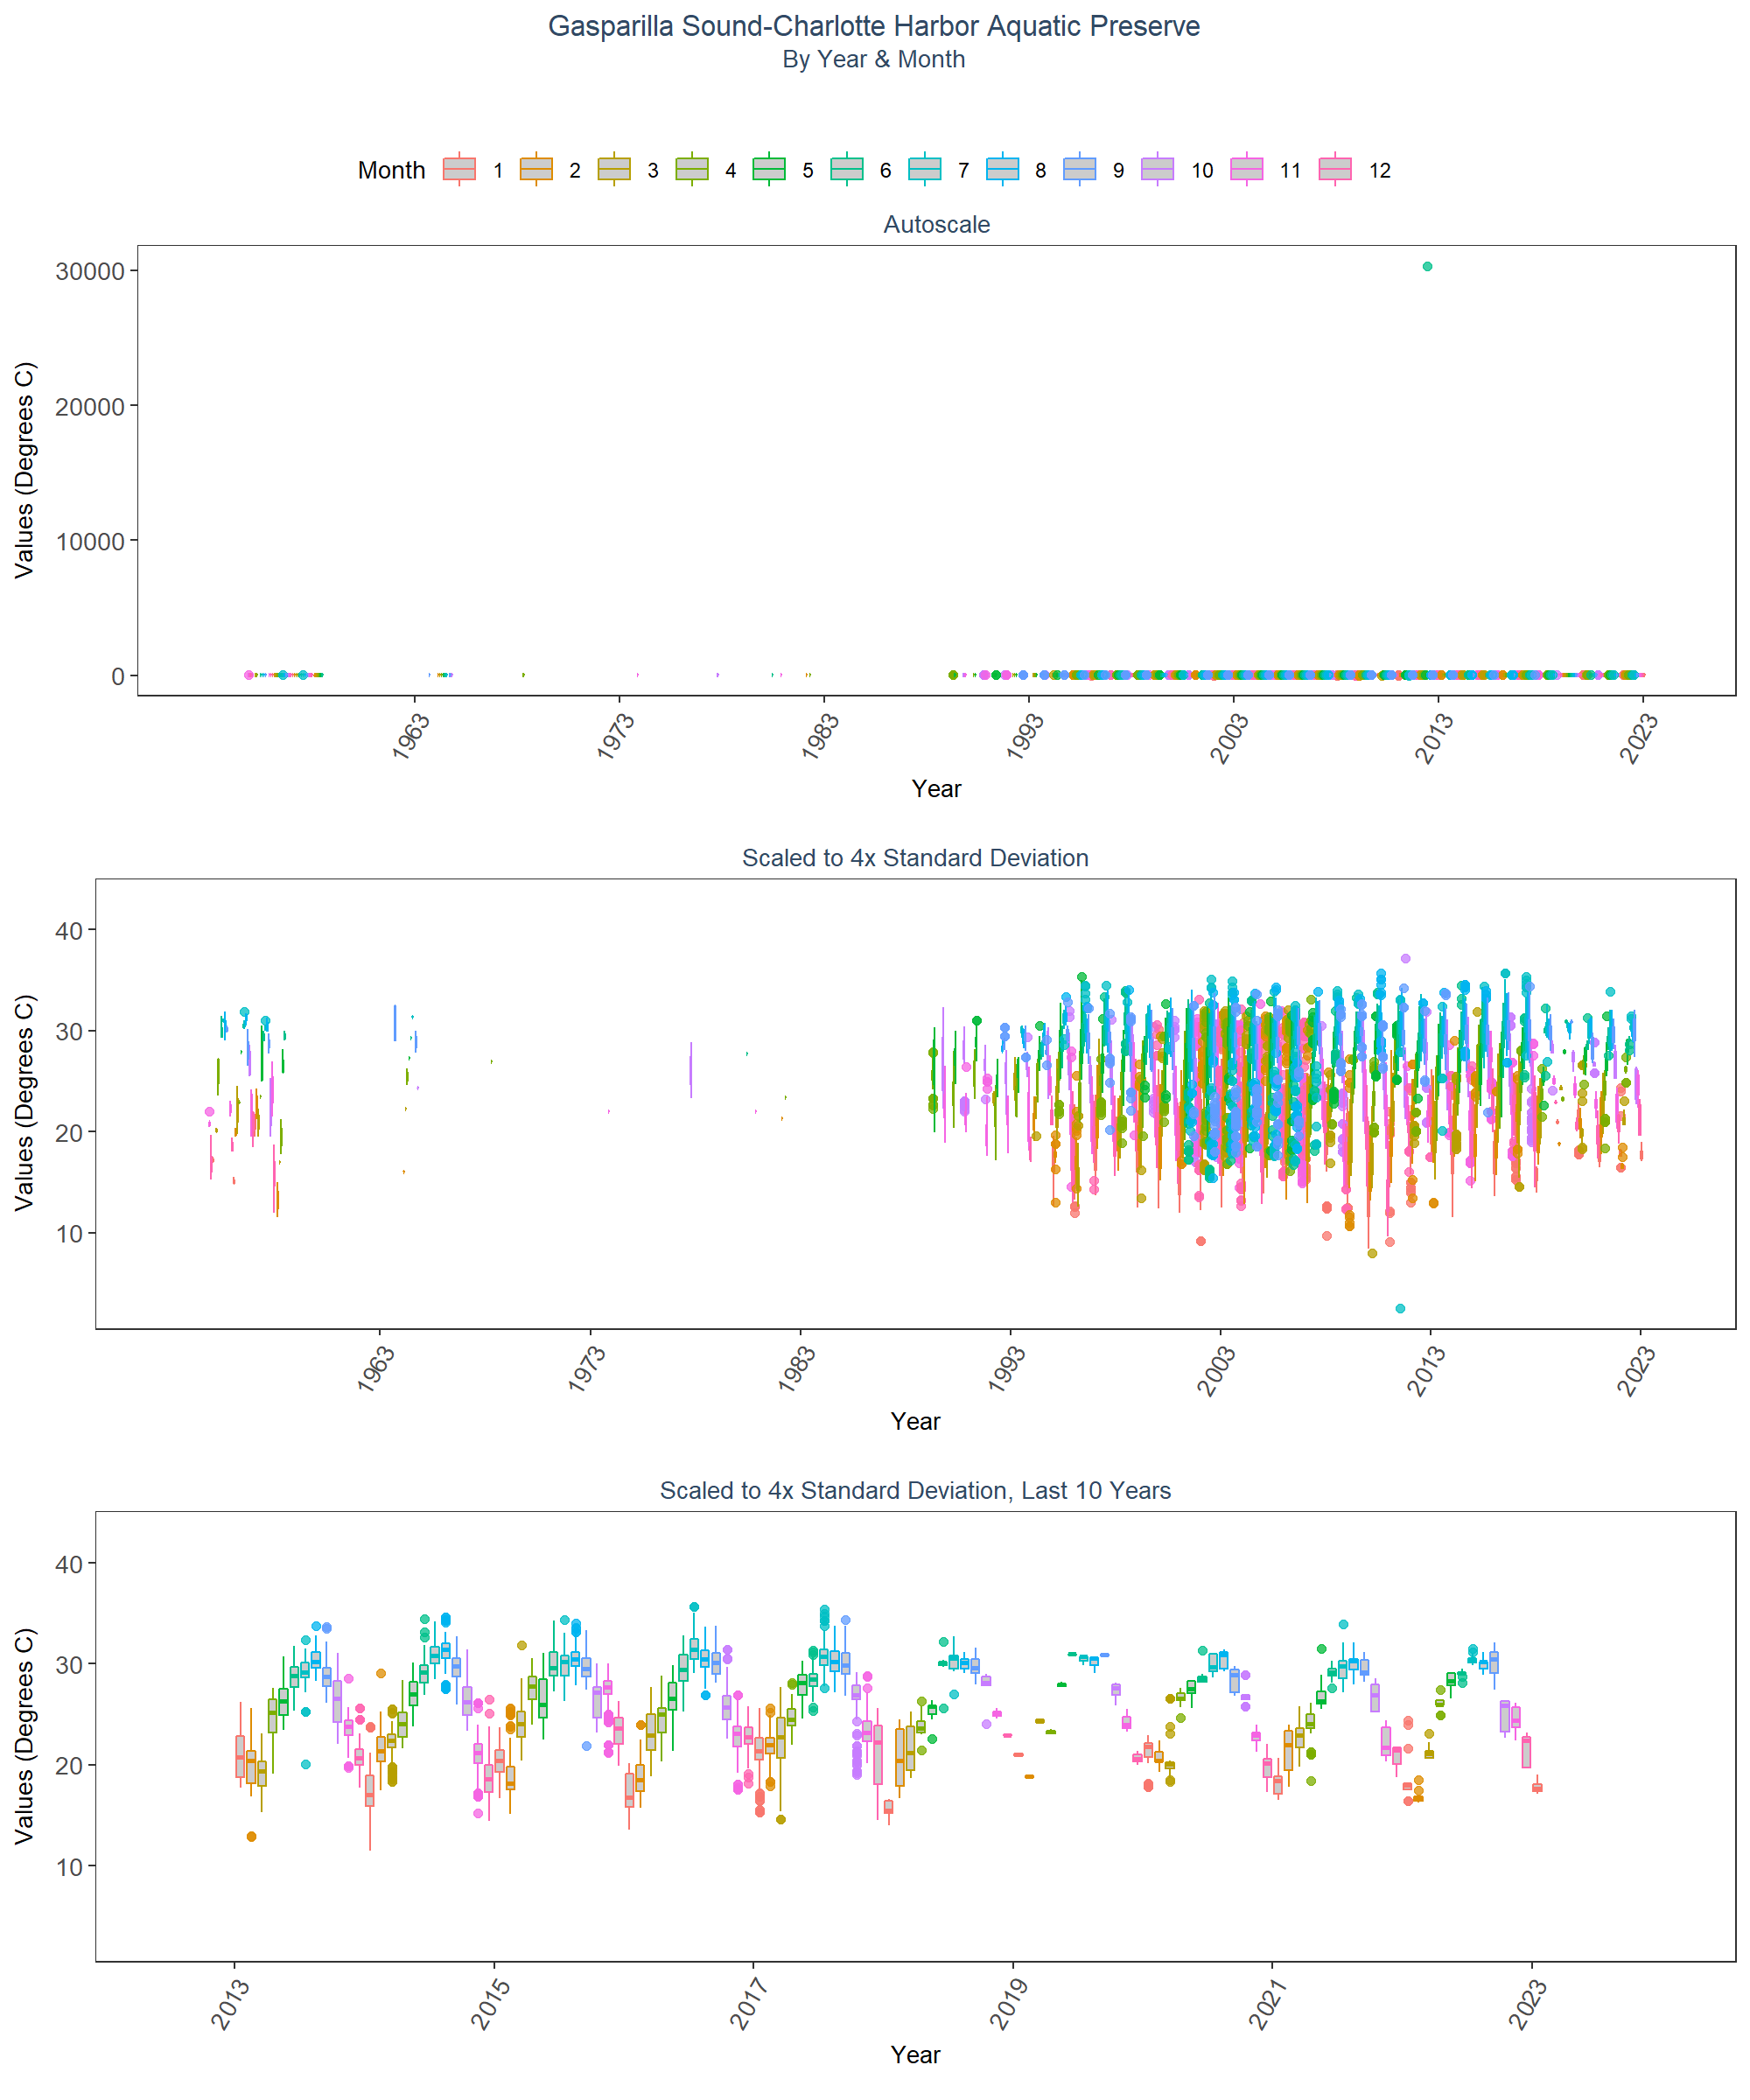 Gasparilla Sound-Charlotte Harbor Aquatic Preserve
By Year & Month
Month 1 2 3 4 5 6 7 8 9 10 11 12
Autoscale
30000
20000
10000
0
Values (Degrees C)
1963 1973 1983 1993 2003 2013 2023
Year
Scaled to 4x Standard Deviation
40
30
20
10
Values (Degrees C)
1963 1973 1983 1993 2003 2013 2023
Year
Scaled to 4x Standard Deviation, Last 10 Years
40
30
20
10
Values (Degrees C)
2013 2015 2017 2019 2021 2023
Year